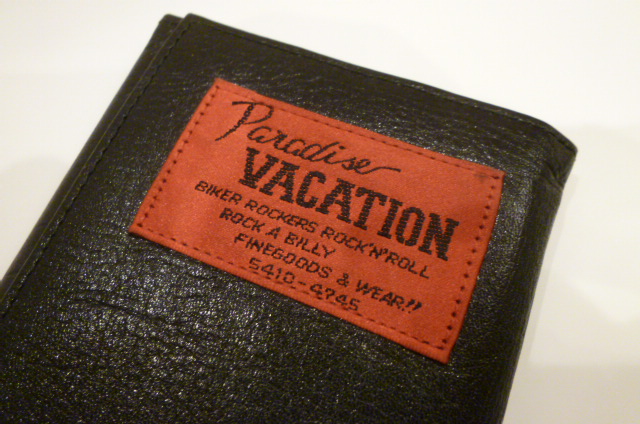 Paradise
VACATION
BIKER ROCKERS ROCK'N'ROLL
ROCK A BILLY
FINEGOODS & WEAR!!
5410-4745